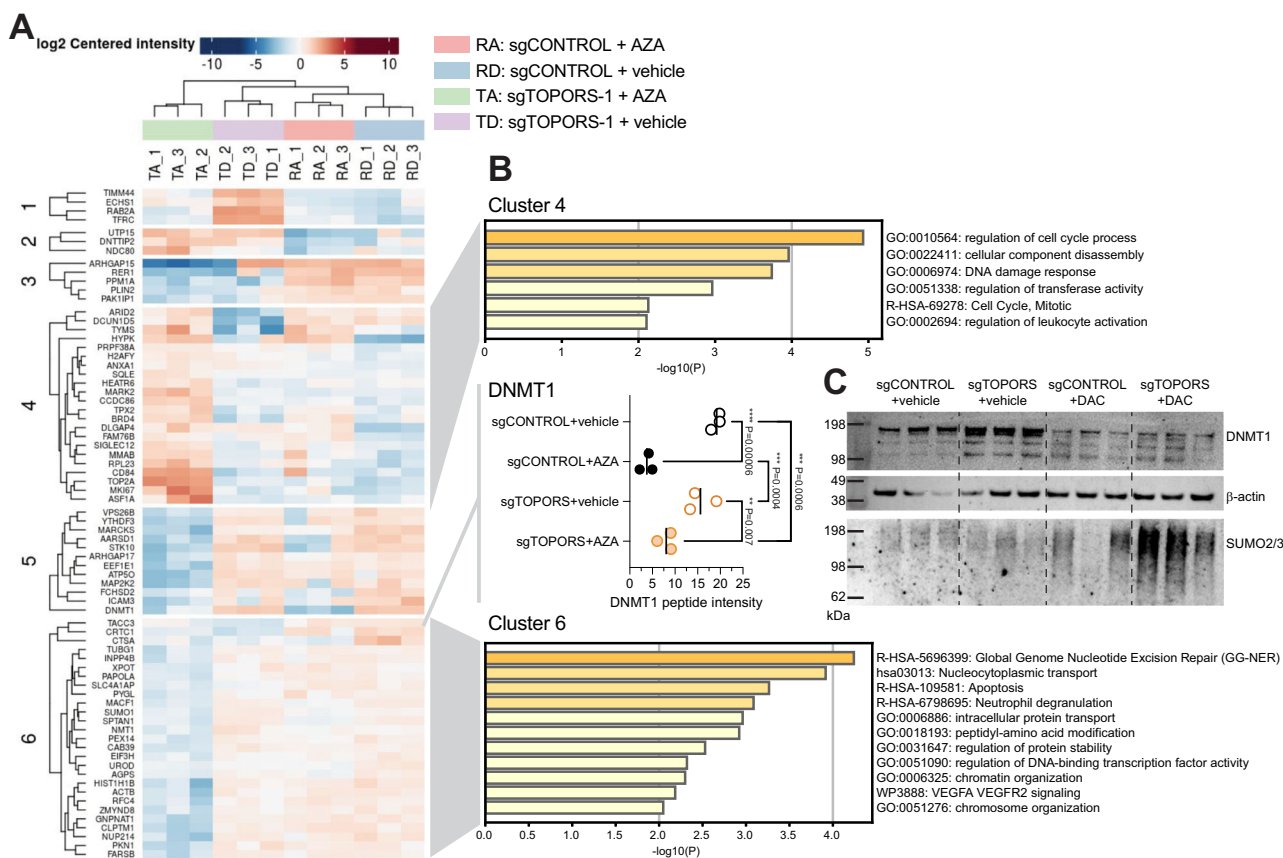 A
log2 Centered intensity
-10 -5 0 5 10
RA: sgCONTROL + AZA
RD: sgCONTROL + vehicle
TA: sgTOPORS-1 + AZA
TD: sgTOPORS-1 + vehicle
TA_1 TA_3 TA_2 TD_2 TD_3 TD_1 RA_1 RA_2 RA_3 RD_1 RD_2 RD_3
1
TIMM44
ECHS1
RAB2A
TFRC
2
UTP15
DNTTIP2
NDC80
3
ARHGAP15
RER1
PPM1A
PLIN2
PAK1IP1
4
ARID2
DCUN1D5
TYMS
HYPK
PRPF38A
H2AFY
ANXA1
SQLE
HEATR6
MARK2
CCDC86
TPX2
BRD4
DLGAP4
FAM76B
SIGLEC12
MMAB
RPL23
CD84
TOP2A
MKI67
ASF1A
5
VPS26B
YTHDF3
MARCKS
AARSD1
STK10
ARHGAP17
EEF1E1
ATP5O
MAP2K2
FCHSD2
ICAM3
DNMT1
6
TACC3
CRTC1
CTSA
TUBG1
INPP4B
XPOT
PAPOLA
SLC4A1AP
PYGL
MACF1
SUMO1
SPTAN1
NMT1
PEX14
CAB39
EIF3H
UROD
AGPS
HIST1H1B
ACTB
RFC4
ZMYND8
GNPNAT1
CLPTM1
NUP214
PKN1
FARSB
B
Cluster 4
GO:0010564: regulation of cell cycle process
GO:0022411: cellular component disassembly
GO:0006974: DNA damage response
GO:0051338: regulation of transferase activity
R-HSA-69278: Cell Cycle, Mitotic
GO:0002694: regulation of leukocyte activation
0 1 2 3 4 5
-log10(P)
DNMT1
sgCONTROL+vehicle
sgCONTROL+AZA
sgTOPORS+vehicle
sgTOPORS+AZA
**** P=0.00006
*** P=0.0004
** P=0.007
*** P=0.0006
0 5 10 15 20 25
DNMT1 peptide intensity
C
sgCONTROL sgTOPORS sgCONTROL sgTOPORS
+vehicle +vehicle +DAC +DAC
198
98
DNMT1
49
38
β-actin
198
98
62
SUMO2/3
kDa
Cluster 6
R-HSA-5696399: Global Genome Nucleotide Excision Repair (GG-NER)
hsa03013: Nucleocytoplasmic transport
R-HSA-109581: Apoptosis
R-HSA-6798695: Neutrophil degranulation
GO:0006886: intracellular protein transport
GO:0018193: peptidyl-amino acid modification
GO:0031647: regulation of protein stability
GO:0051090: regulation of DNA-binding transcription factor activity
GO:0006325: chromatin organization
WP3888: VEGFA VEGFR2 signaling
GO:0051276: chromosome organization
0.0 0.5 1.0 1.5 2.0 2.5 3.0 3.5 4.0
-log10(P)